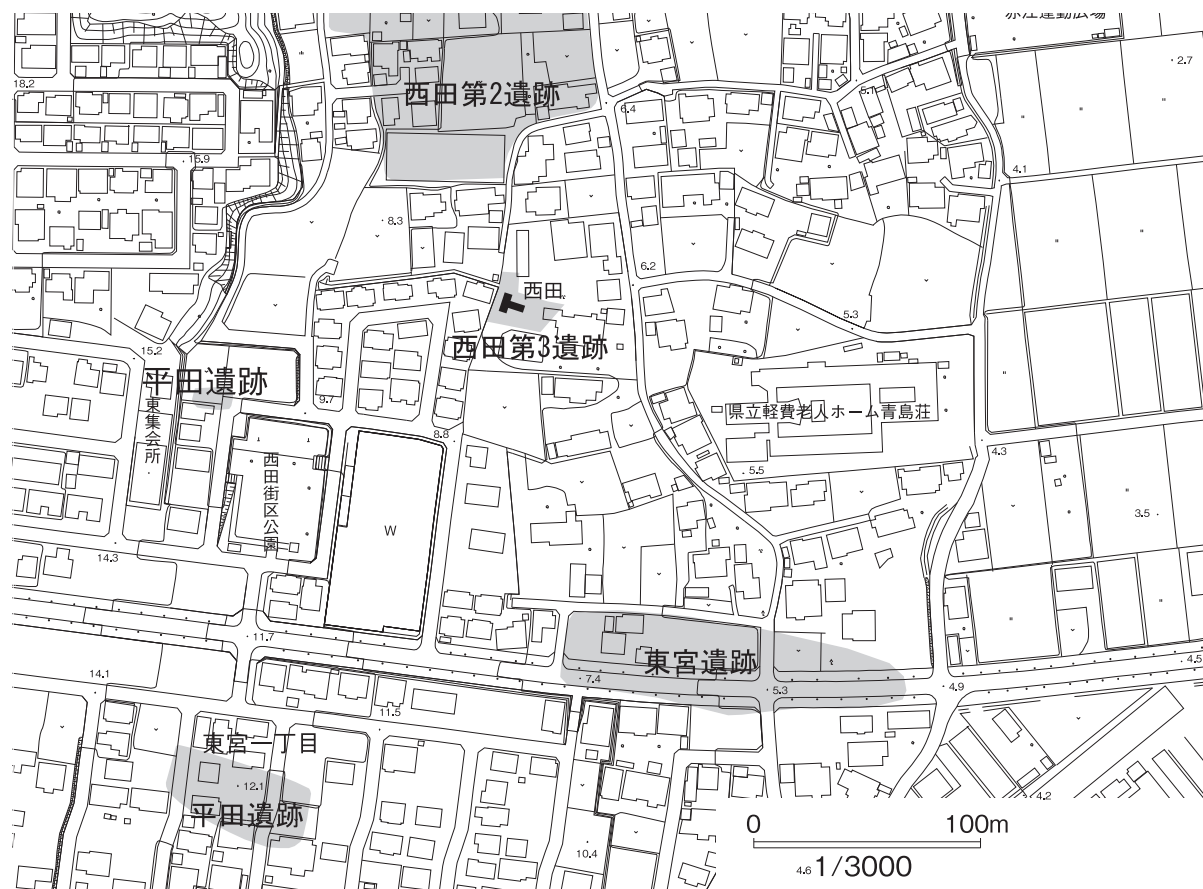 赤江運動広場
2.7
18.2
西田第2遺跡
5.1
6.4
15.9
4.1
8.3
6.2
西田
5.3
西田第3遺跡
15.2
平田遺跡
9.7
県立軽費老人ホーム青島荘
東集会所
8.8
4.3
5.5
西田街区公園
3.5
W
14.3
11.7
東宮遺跡
4.5
14.1
7.4
5.3
4.9
11.5
東宮一丁目
12.1
4.2
平田遺跡
0 100m
10.4
4.6
1/3000